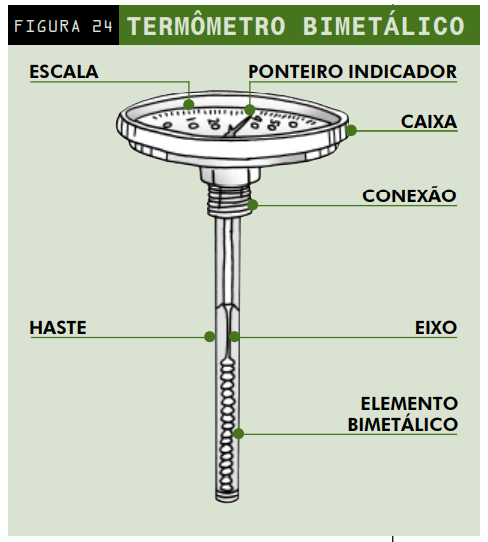 FIGURA 24 TERMÔMETRO BIMETÁLICO
ESCALA PONTEIRO INDICADOR
CAIXA
CONEXÃO
HASTE EIXO
ELEMENTO
BIMETÁLICO